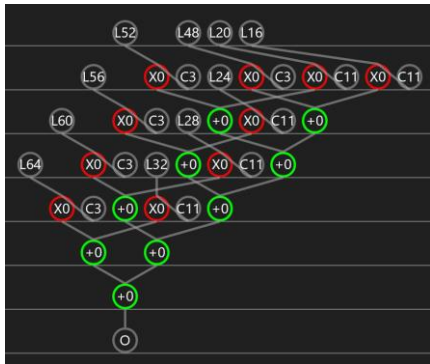 L52 L48 L20 L16
L56 X0 C3 L24 X0 C3 X0 C11 X0 C11
L60 X0 C3 L28 +0 X0 C11 +0
L64 X0 C3 L32 +0 X0 C11 +0
X0 C3 +0 X0 C11 +0
+0 +0
+0
O